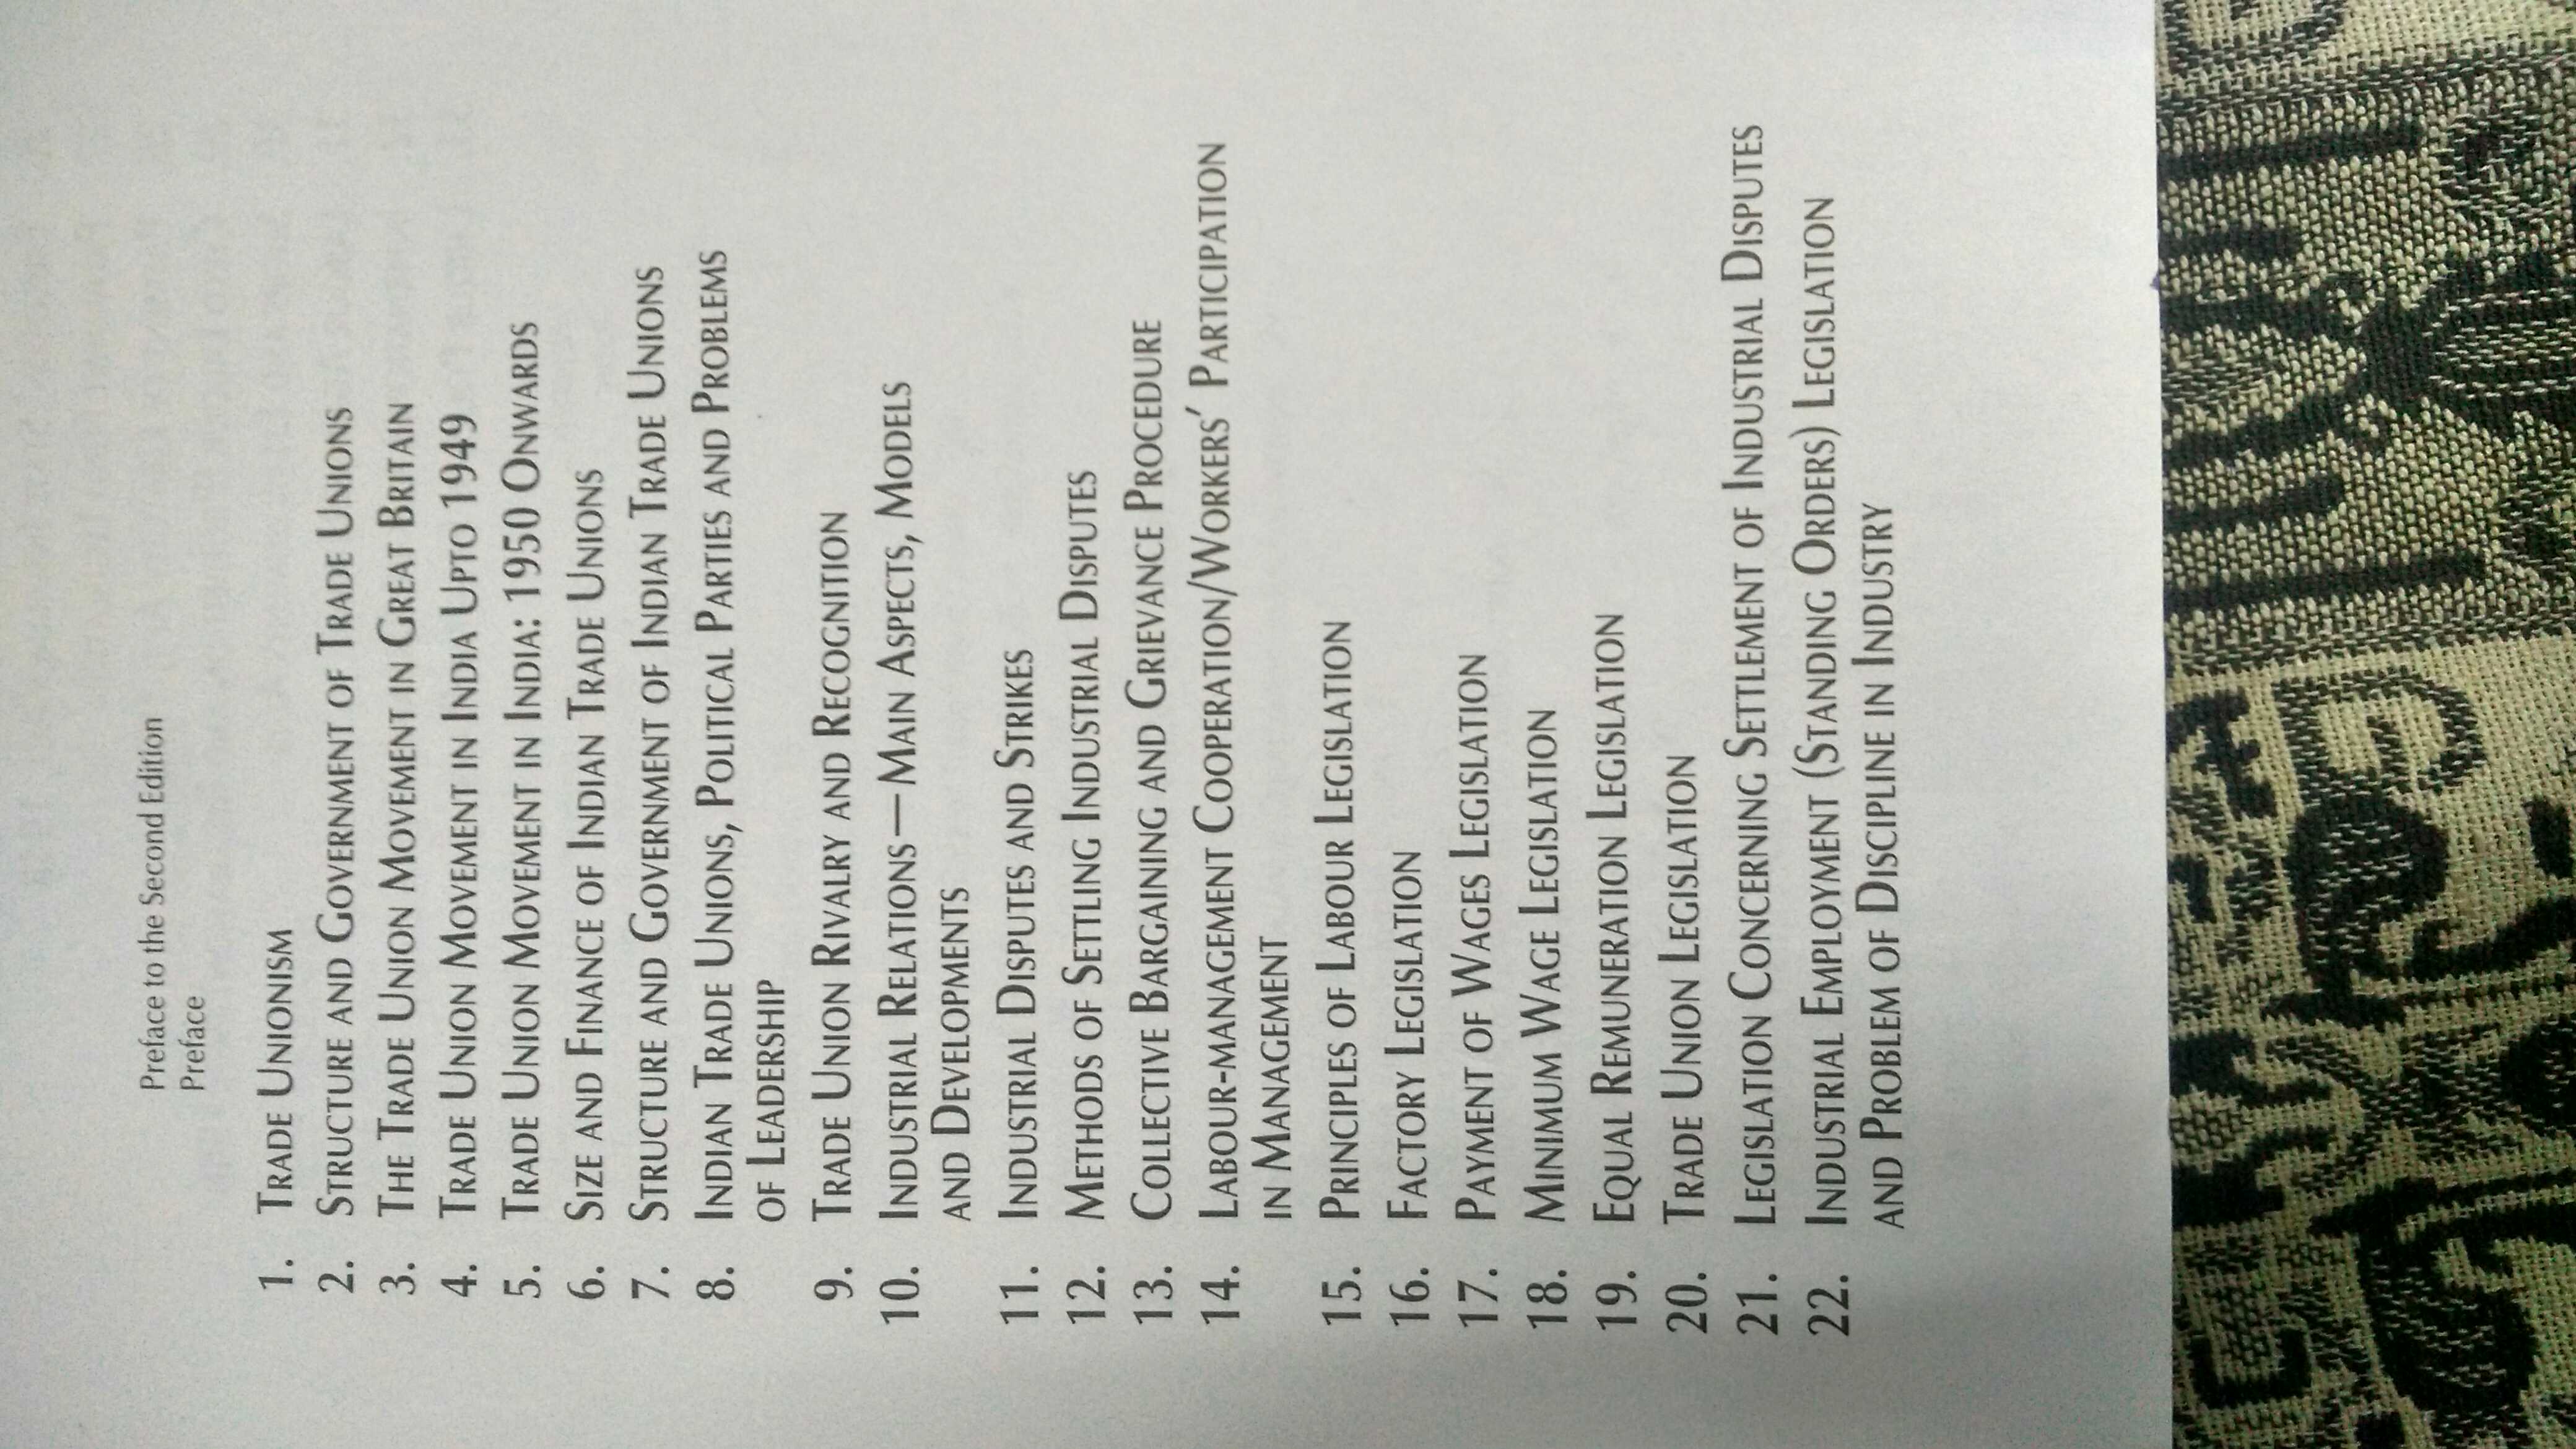 Preface to the Second Edition
Preface
1. TRADE UNIONISM
2. STRUCTURE AND GOVERNMENT OF TRADE UNIONS
3. THE TRADE UNION MOVEMENT IN GREAT BRITAIN
4. TRADE UNION MOVEMENT IN INDIA UPTO 1949
5. TRADE UNION MOVEMENT IN INDIA: 1950 ONWARDS
6. SIZE AND FINANCE OF INDIAN TRADE UNIONS
7. STRUCTURE AND GOVERNMENT OF INDIAN TRADE UNIONS
8. INDIAN TRADE UNIONS, POLITICAL PARTIES AND PROBLEMS
OF LEADERSHIP
9. TRADE UNION RIVALRY AND RECOGNITION
10. INDUSTRIAL RELATIONS—MAIN ASPECTS, MODELS
AND DEVELOPMENTS
11. INDUSTRIAL DISPUTES AND STRIKES
12. METHODS OF SETTLING INDUSTRIAL DISPUTES
13. COLLECTIVE BARGAINING AND GRIEVANCE PROCEDURE
14. LABOUR-MANAGEMENT COOPERATION/WORKERS' PARTICIPATION
IN MANAGEMENT
15. PRINCIPLES OF LABOUR LEGISLATION
16. FACTORY LEGISLATION
17. PAYMENT OF WAGES LEGISLATION
18. MINIMUM WAGE LEGISLATION
19. EQUAL REMUNERATION LEGISLATION
20. TRADE UNION LEGISLATION
21. LEGISLATION CONCERNING SETTLEMENT OF INDUSTRIAL DISPUTES
22. INDUSTRIAL EMPLOYMENT (STANDING ORDERS) LEGISLATION
AND PROBLEM OF DISCIPLINE IN INDUSTRY